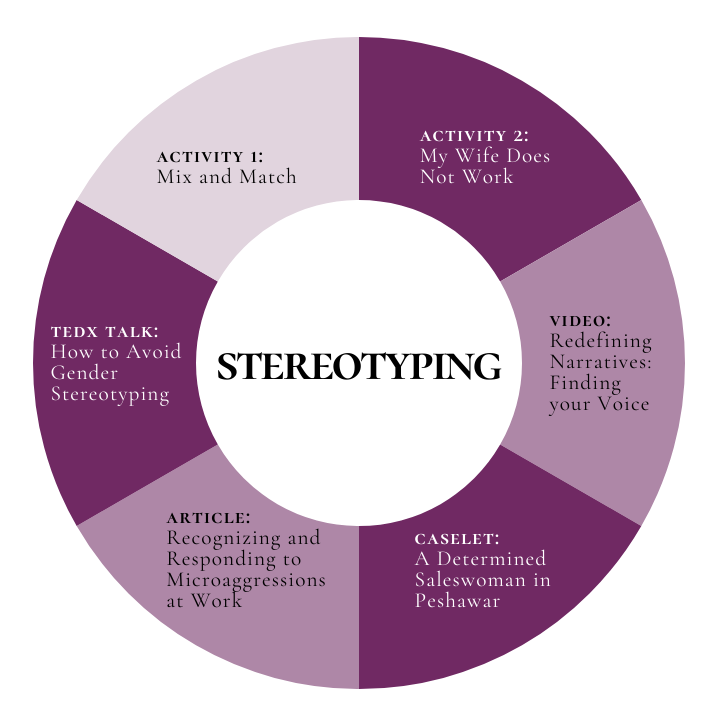 ACTIVITY 1:
Mix and Match
ACTIVITY 2:
My Wife Does
Not Work
VIDEO:
Redefining
Narratives:
Finding
your Voice
CASELET:
A Determined
Saleswoman in
Peshawar
ARTICLE:
Recognizing and
Responding to
Microaggressions
at Work
TEDX TALK:
How to Avoid
Gender
Stereotyping
STEREOTYPING